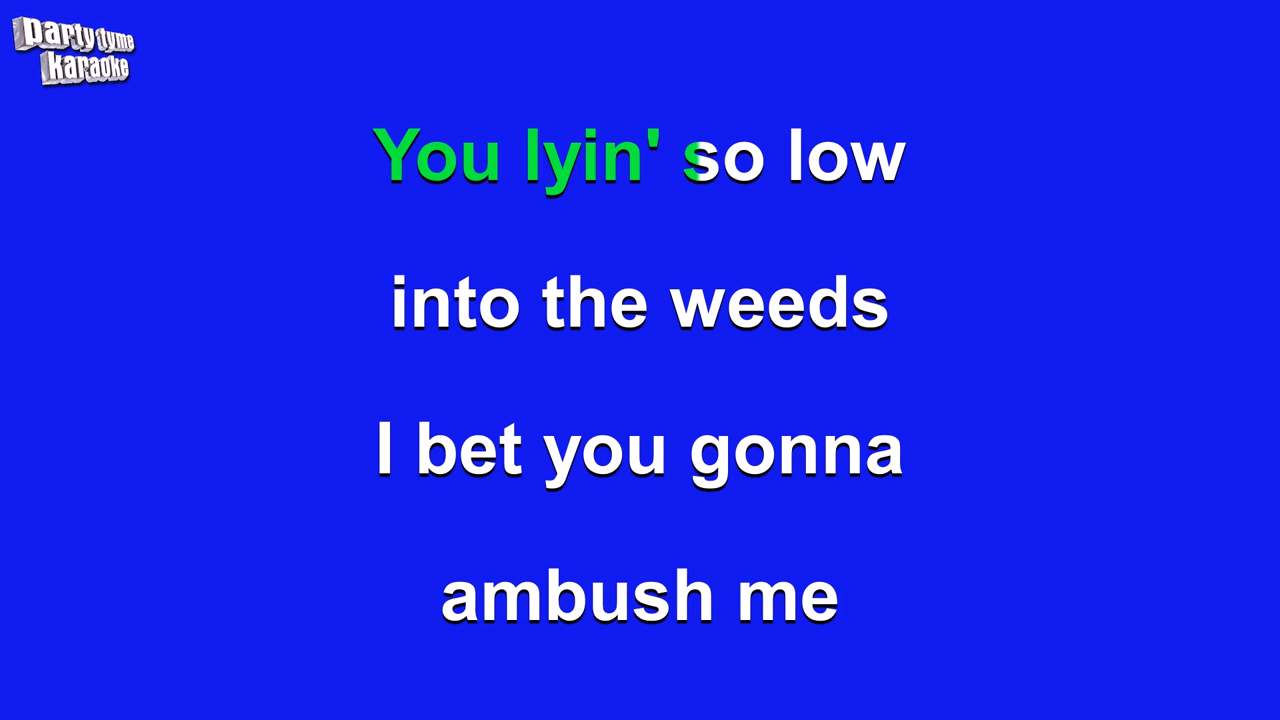 party tyme
karaoke
You lyin' so low
into the weeds
I bet you gonna
ambush me